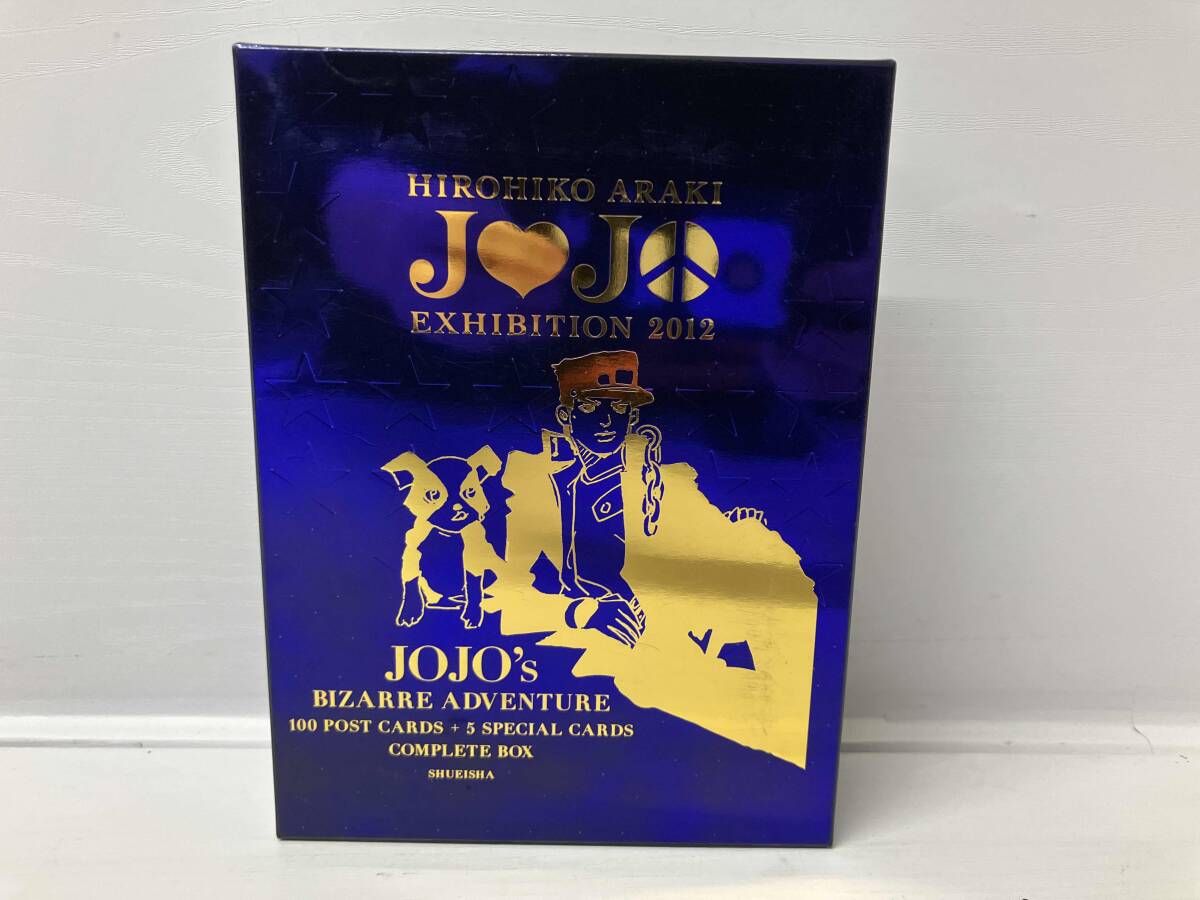 HIROHIKO ARAKI
JOJO
EXHIBITION 2012
JOJO's
BIZARRE ADVENTURE
100 POST CARDS + 5 SPECIAL CARDS
COMPLETE BOX
SHUEISHA